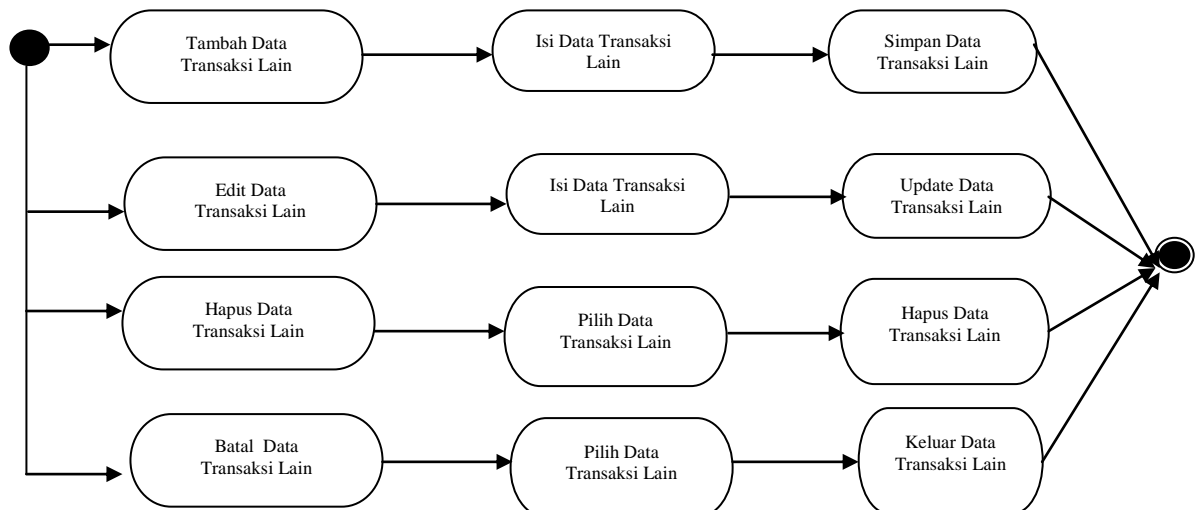 Tambah Data
Transaksi Lain
Isi Data Transaksi
Lain
Simpan Data
Transaksi Lain
Edit Data
Transaksi Lain
Isi Data Transaksi
Lain
Update Data
Transaksi Lain
Hapus Data
Transaksi Lain
Pilih Data
Transaksi Lain
Hapus Data
Transaksi Lain
Batal  Data
Transaksi Lain
Pilih Data
Transaksi Lain
Keluar Data
Transaksi Lain